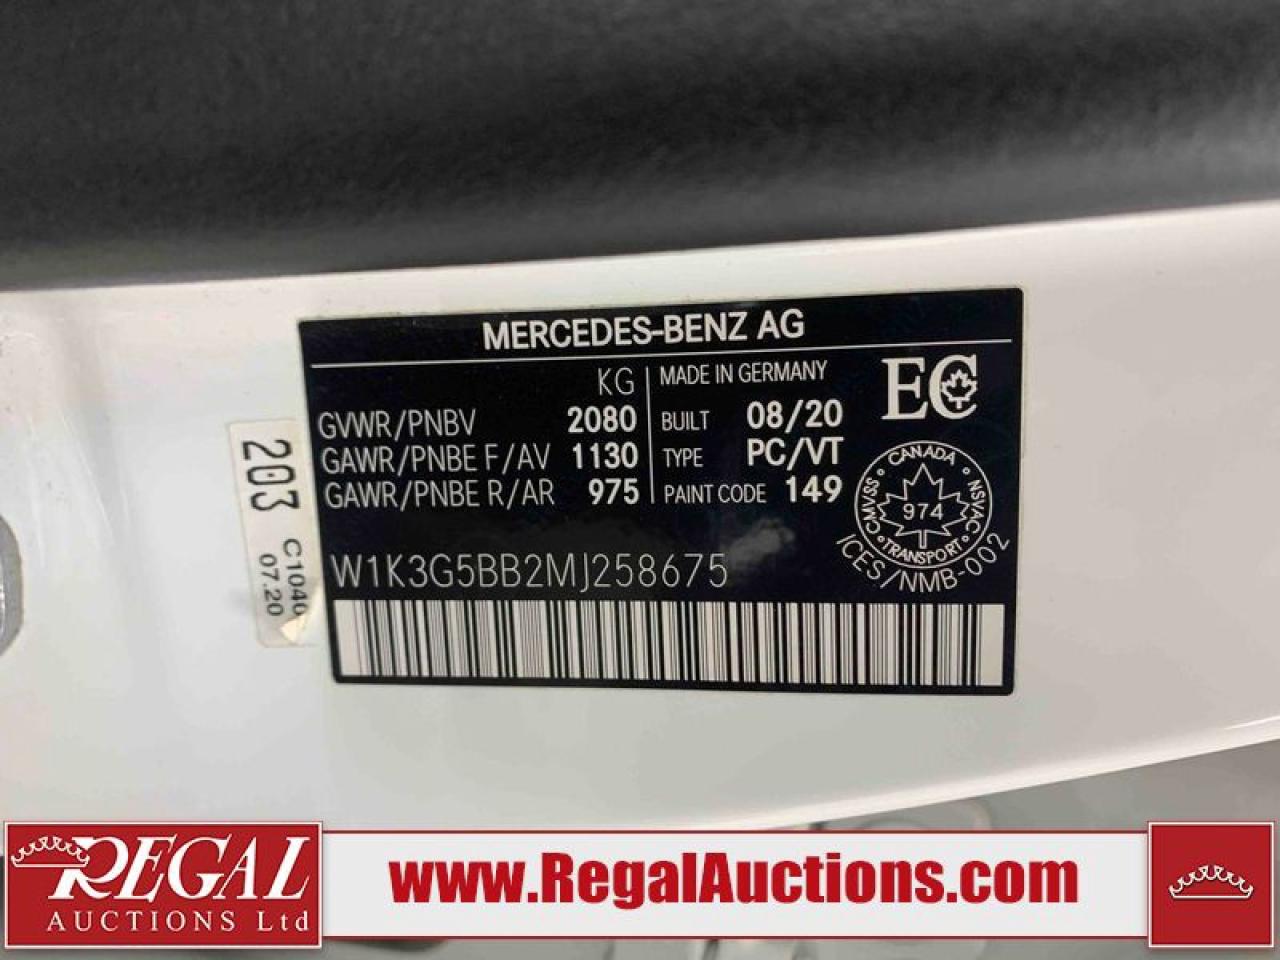 MERCEDES-BENZ AG
KG
GVWR/PNBV 2080
GAWR/PNBE F/AV 1130
GAWR/PNBE R/AR 975
MADE IN GERMANY
BUILT 08/20
TYPE PC/VT
PAINT CODE 149
EC
CANADA
CMVSS 974 NSVAC
TRANSPORT
ICES/NMB-002
W1K3G5BB2MJ258675
203
C1040
07.20
REGAL
AUCTIONS Ltd
www.RegalAuctions.com